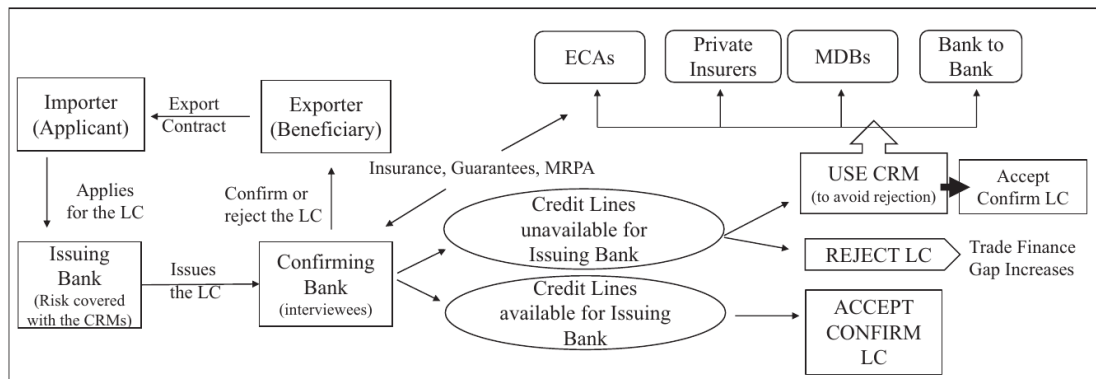 ECAs
Private
Insurers
MDBs
Bank to
Bank
Importer
(Applicant)
Export
Contract
Exporter
(Beneficiary)
Insurance, Guarantees, MRPA
USE CRM
(to avoid rejection)
Accept
Confirm LC
Applies
for the LC
Confirm or
reject the LC
Credit Lines
unavailable for
Issuing Bank
REJECT LC
Trade Finance
Gap Increases
Issuing
Bank
(Risk covered
with the CRMs)
Issues
the LC
Confirming
Bank
(interviewees)
Credit Lines
available for Issuing
Bank
ACCEPT
CONFIRM
LC